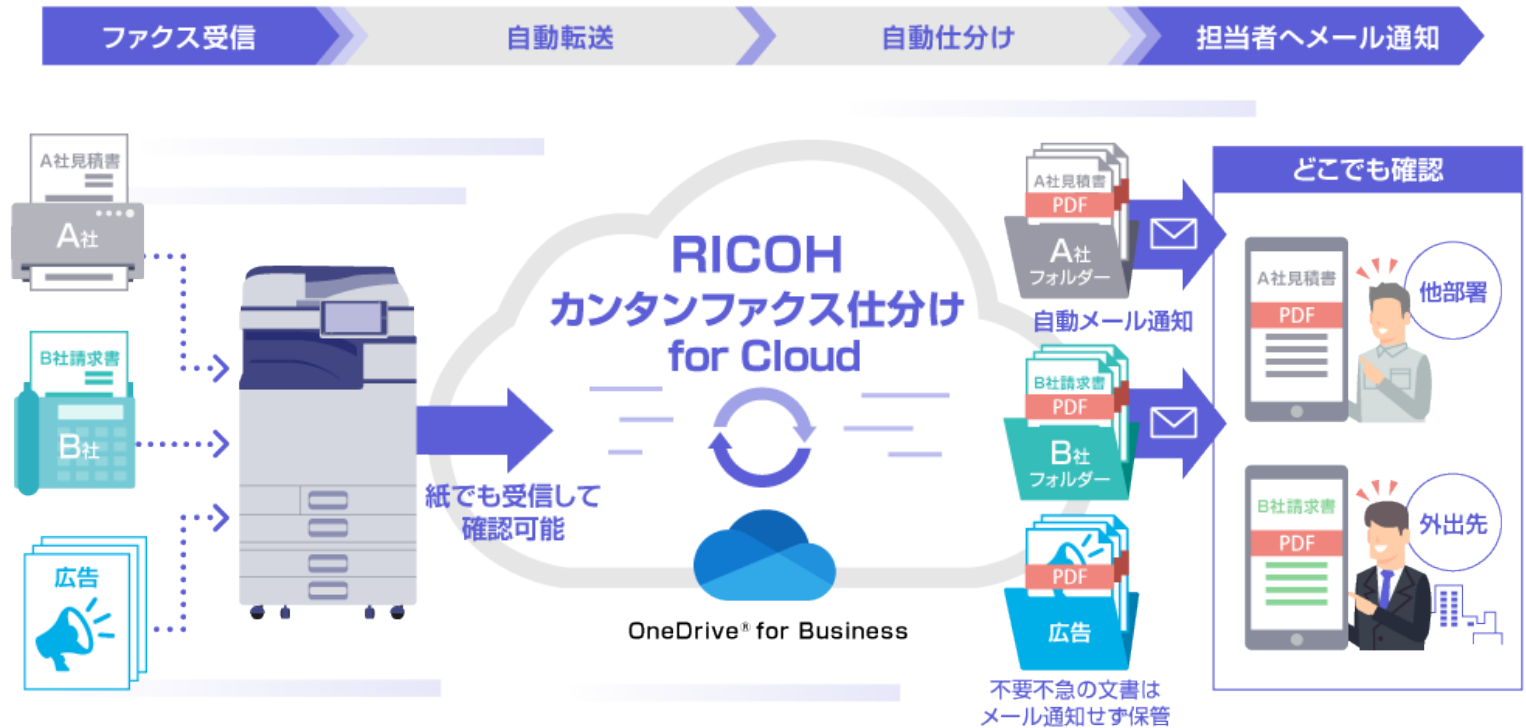 ファクス受信
自動転送
自動仕分け
担当者へメール通知
A社見積書
A社
B社請求書
B社
広告
紙でも受信して
確認可能
RICOH
カンタンファクス仕分け
for Cloud
OneDrive® for Business
A社見積書
PDF
A社
フォルダー
自動メール通知
B社請求書
PDF
B社
フォルダー
PDF
広告
不要不急の文書は
メール通知せず保管
どこでも確認
A社見積書
PDF
他部署
B社請求書
PDF
外出先